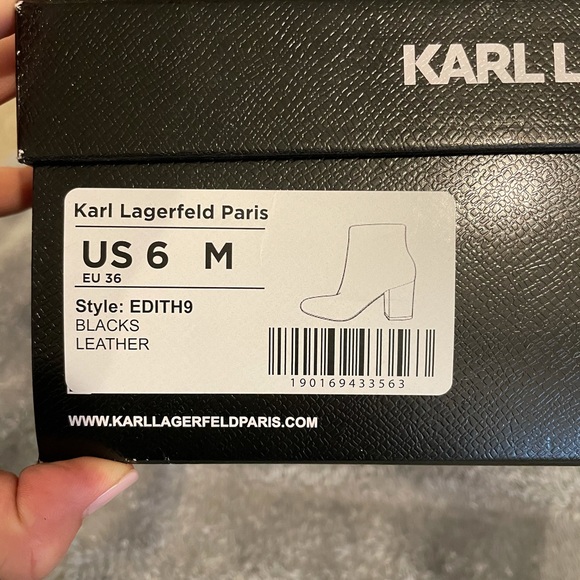 KARL L
Karl Lagerfeld Paris
US 6 M
EU 36
Style: EDITH9
BLACKS
LEATHER
190169433563
WWW.KARLLAGERFELDPARIS.COM